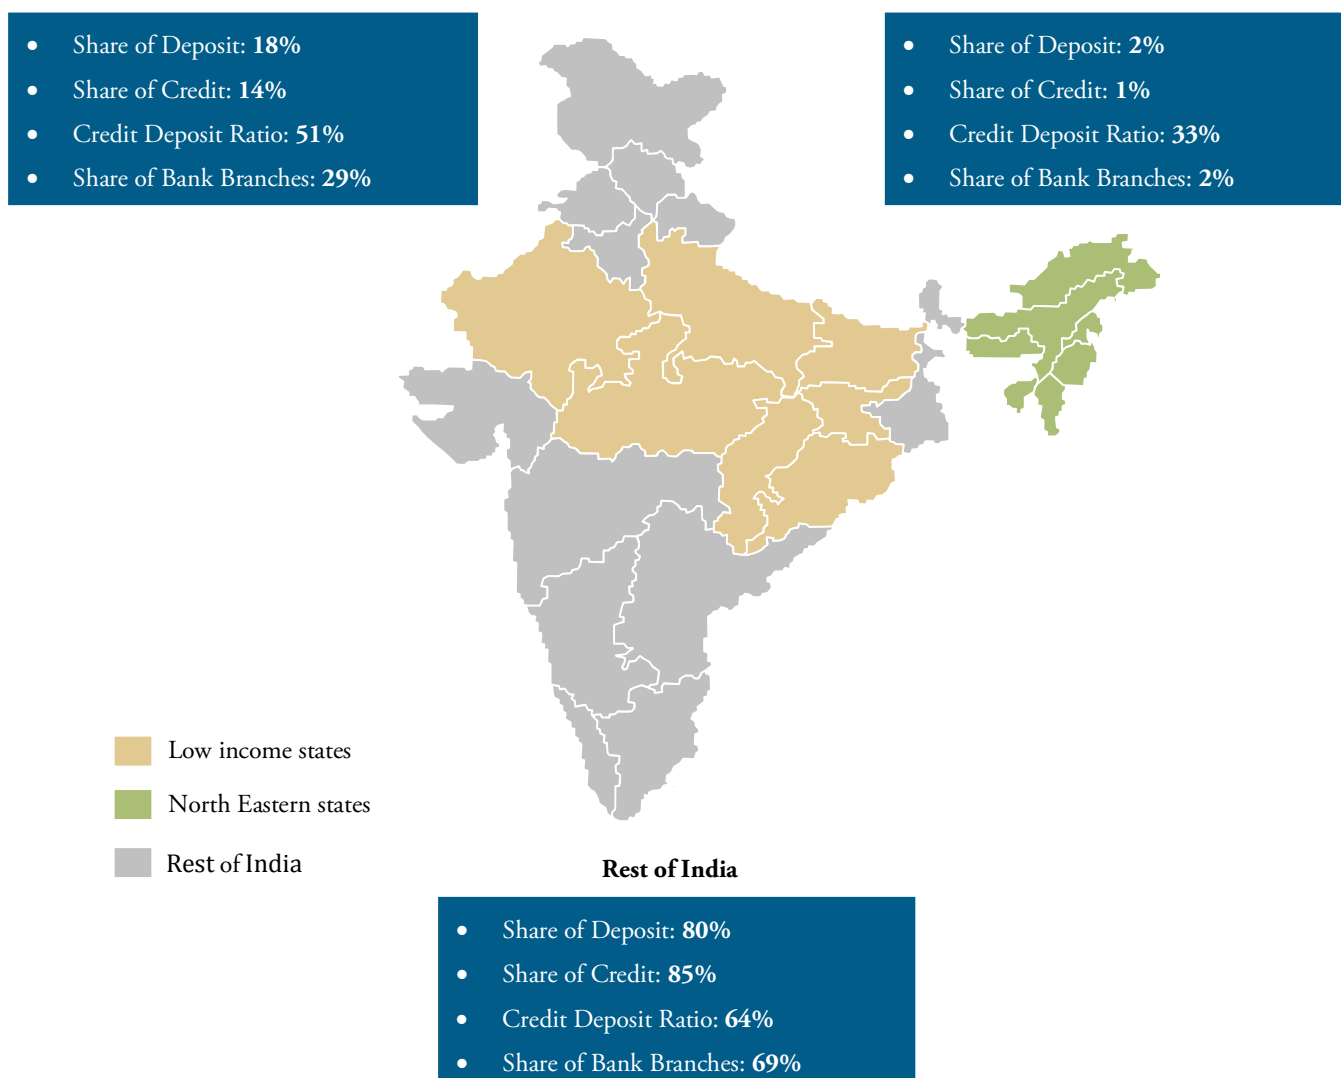 • Share of Deposit: 18%
• Share of Credit: 14%
• Credit Deposit Ratio: 51%
• Share of Bank Branches: 29%
• Share of Deposit: 2%
• Share of Credit: 1%
• Credit Deposit Ratio: 33%
• Share of Bank Branches: 2%
Low income states
North Eastern states
Rest of India
Rest of India
• Share of Deposit: 80%
• Share of Credit: 85%
• Credit Deposit Ratio: 64%
• Share of Bank Branches: 69%